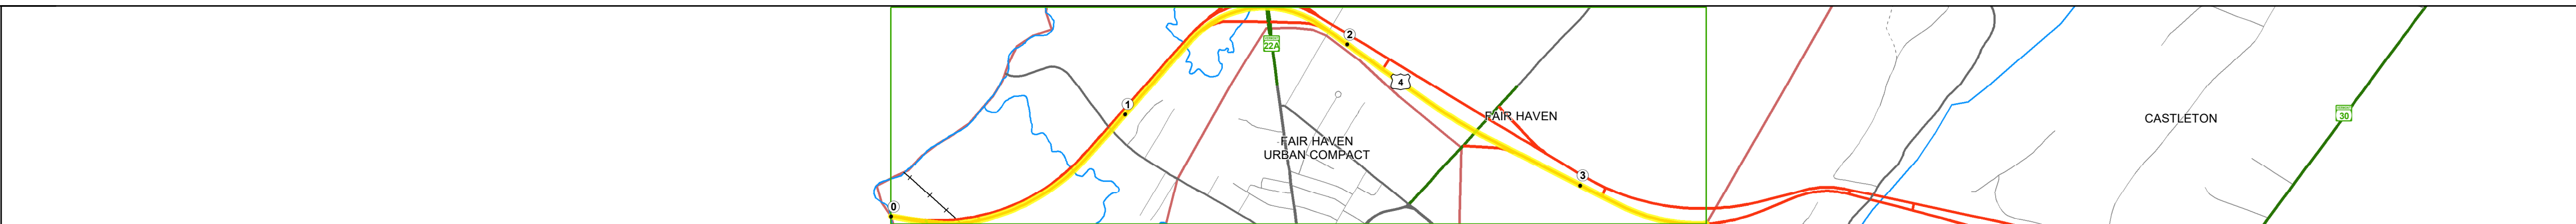 2
22A
4
1
FAIR HAVEN
30
CASTLETON
FAIR HAVEN
URBAN COMPACT
3
0